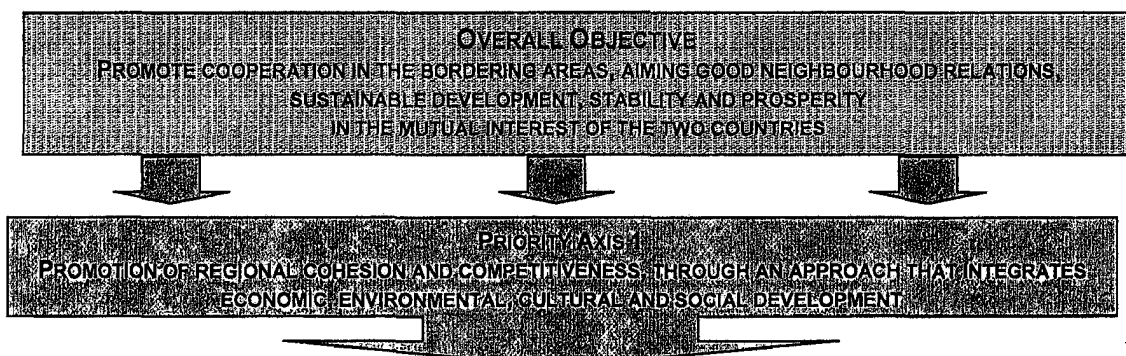 OVERALL OBJECTIVE
PROMOTE COOPERATION IN THE BORDERING AREAS, AIMING GOOD NEIGHBOURHOOD RELATIONS,
SUSTAINABLE DEVELOPMENT, STABILITY AND PROSPERITY
IN THE MUTUAL INTEREST OF THE TWO COUNTRIES
PRIORITY AXIS 1
PROMOTION OF REGIONAL COHESION AND COMPETITIVENESS, THROUGH AN APPROACH THAT INTEGRATES
ECONOMIC, ENVIRONMENTAL, CULTURAL AND SOCIAL DEVELOPMENT